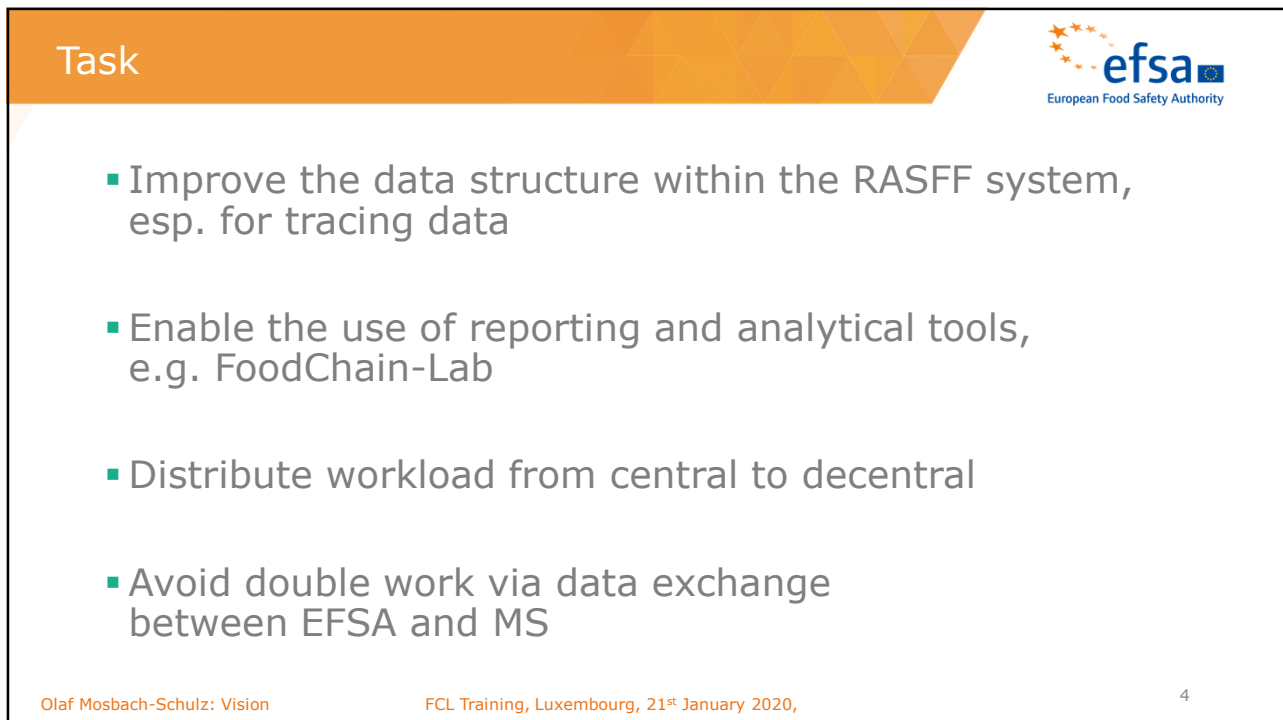 Task
efsa
European Food Safety Authority
▪ Improve the data structure within the RASFF system,
esp. for tracing data
▪ Enable the use of reporting and analytical tools,
e.g. FoodChain-Lab
▪ Distribute workload from central to decentral
▪ Avoid double work via data exchange
between EFSA and MS
Olaf Mosbach-Schulz: Vision
FCL Training, Luxembourg, 21st January 2020,
4